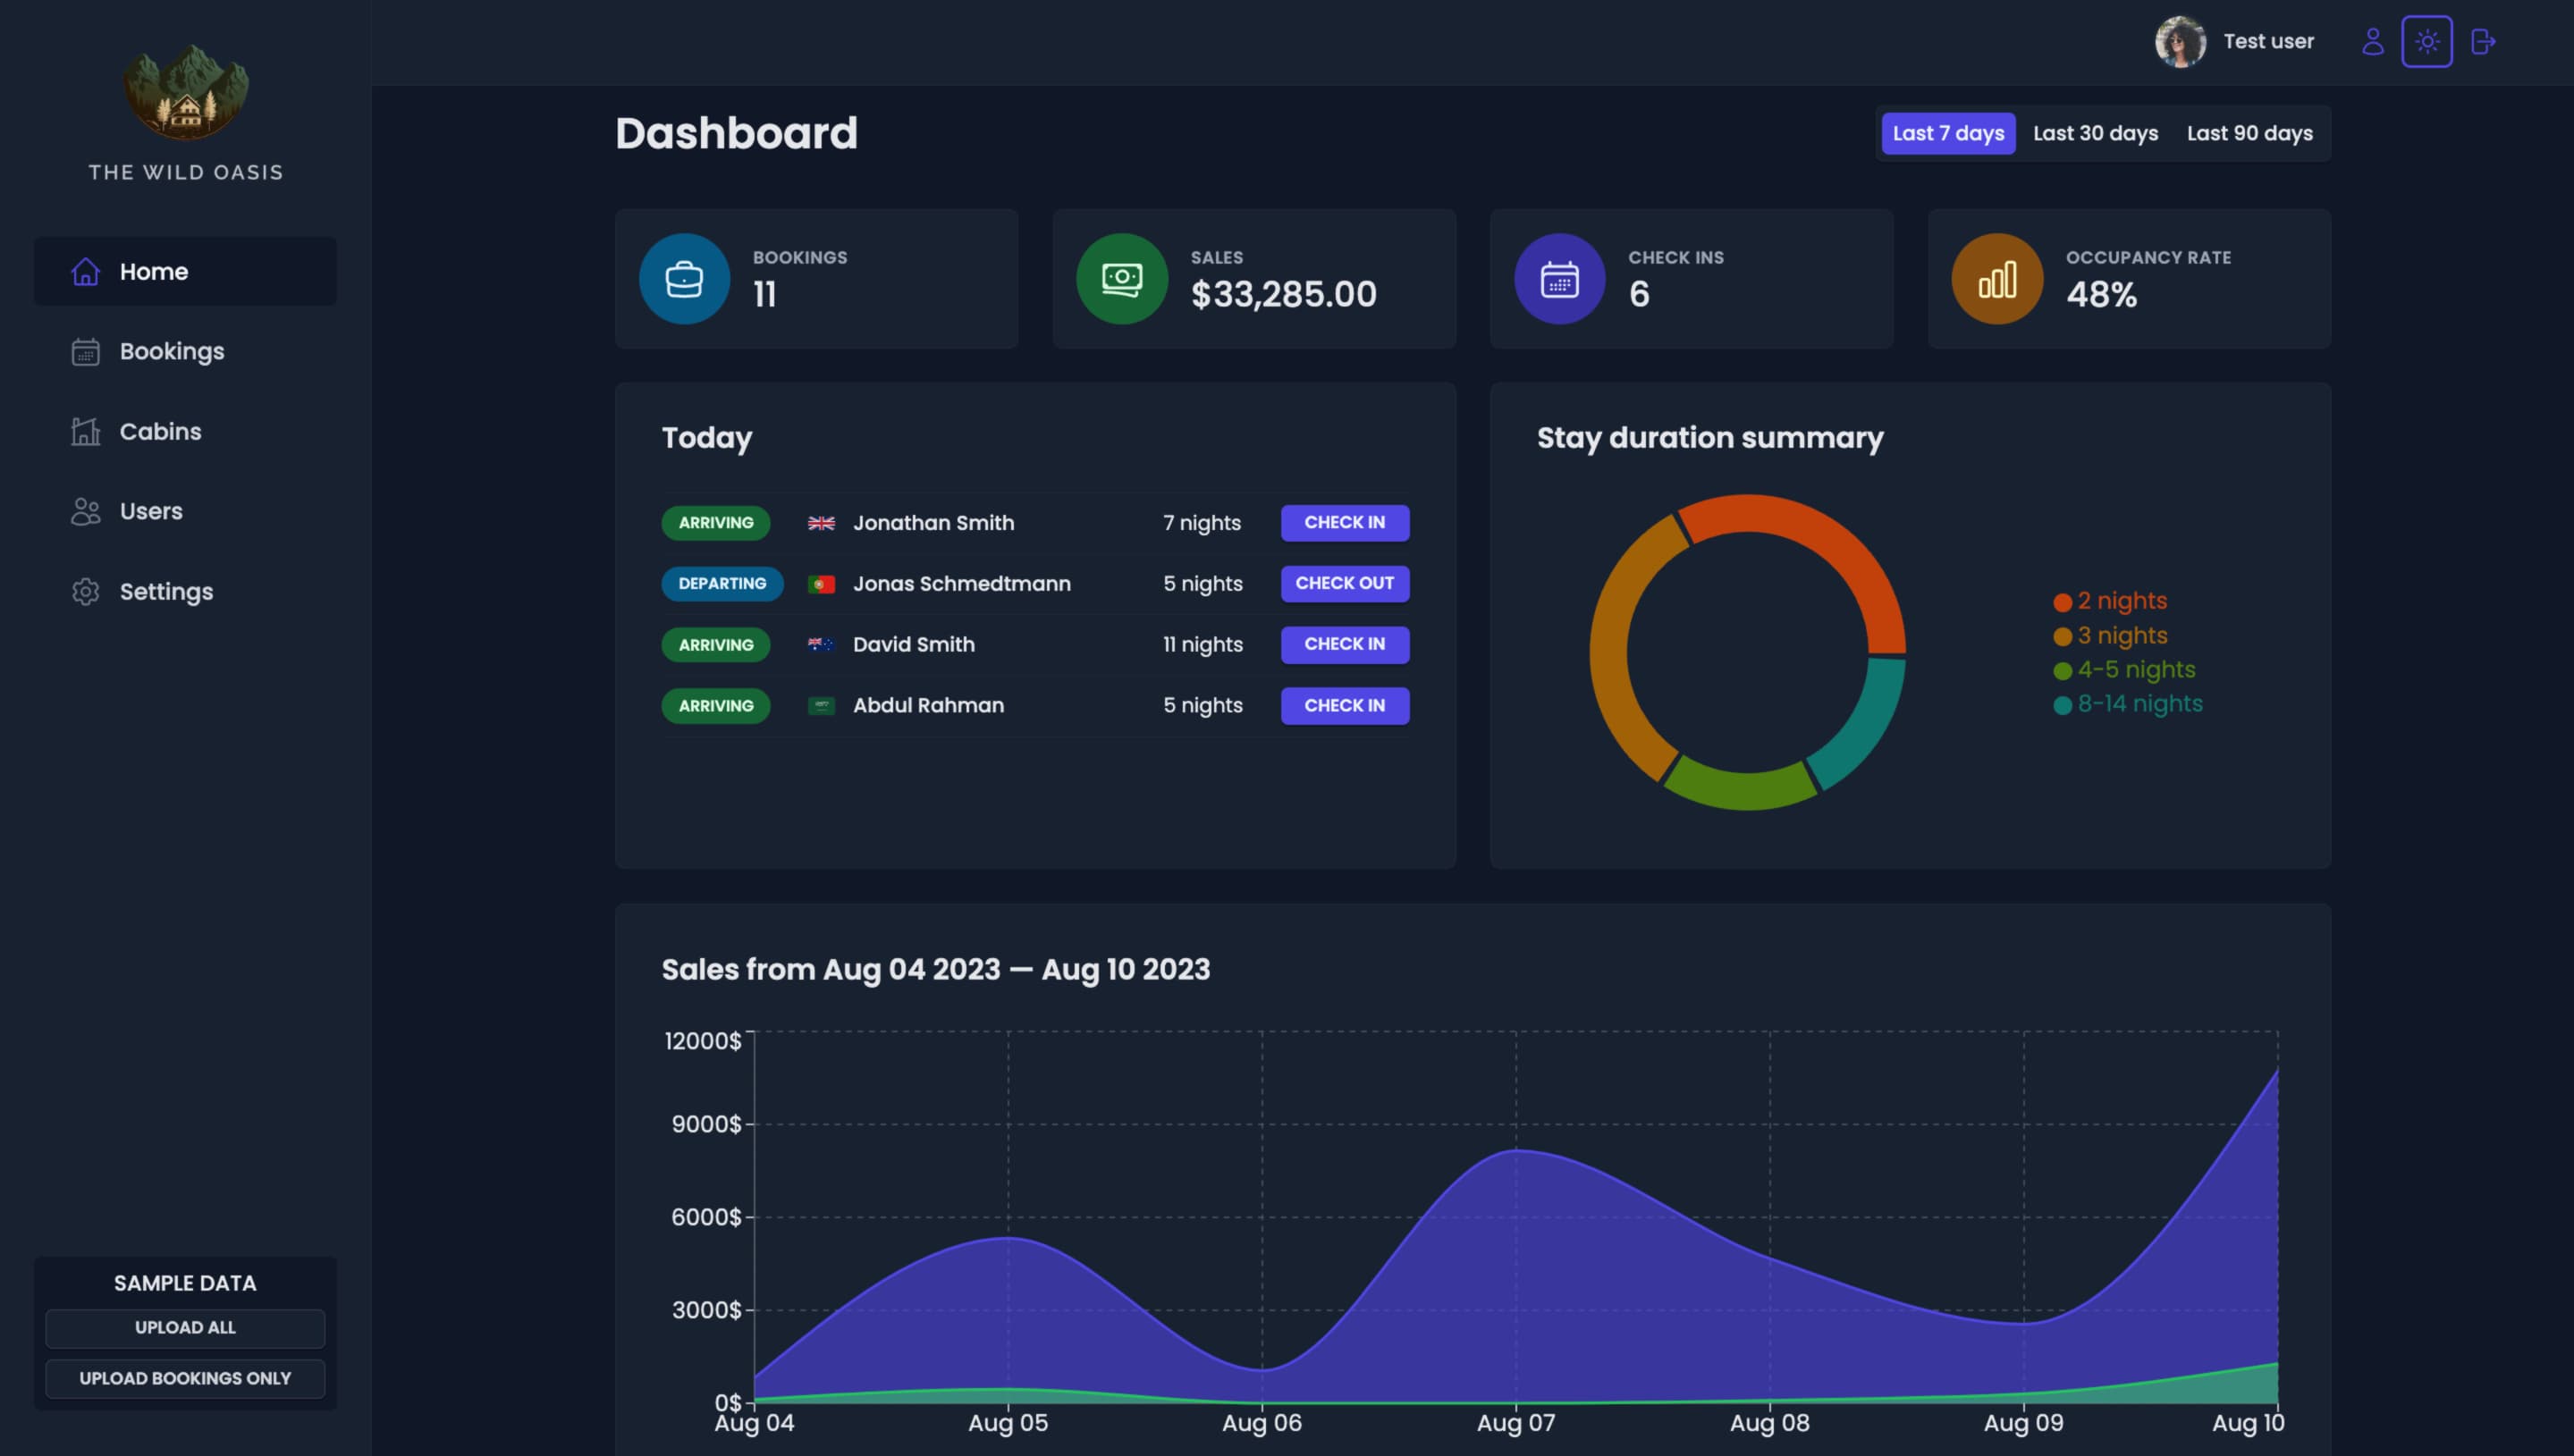 Test user
THE WILD OASIS
Home
Bookings
Cabins
Users
Settings
SAMPLE DATA
UPLOAD ALL
UPLOAD BOOKINGS ONLY
Dashboard
Last 7 days Last 30 days Last 90 days
BOOKINGS
11
SALES
$33,285.00
CHECK INS
6
OCCUPANCY RATE
48%
Today
ARRIVING Jonathan Smith 7 nights CHECK IN
DEPARTING Jonas Schmedtmann 5 nights CHECK OUT
ARRIVING David Smith 11 nights CHECK IN
ARRIVING Abdul Rahman 5 nights CHECK IN
Stay duration summary
2 nights
3 nights
4-5 nights
8-14 nights
Sales from Aug 04 2023 — Aug 10 2023
12000$
9000$
6000$
3000$
0$
Aug 04 Aug 05 Aug 06 Aug 07 Aug 08 Aug 09 Aug 10